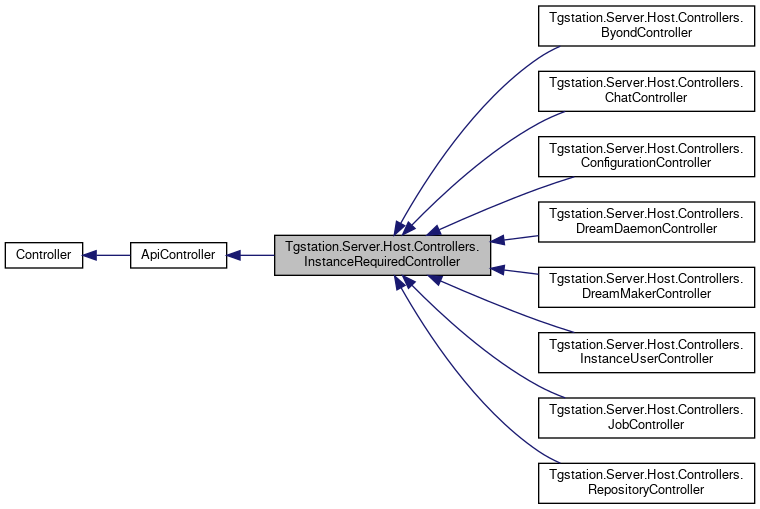 Controller
ApiController
Tgstation.Server.Host.Controllers.
InstanceRequiredController
Tgstation.Server.Host.Controllers.
ByondController
Tgstation.Server.Host.Controllers.
ChatController
Tgstation.Server.Host.Controllers.
ConfigurationController
Tgstation.Server.Host.Controllers.
DreamDaemonController
Tgstation.Server.Host.Controllers.
DreamMakerController
Tgstation.Server.Host.Controllers.
InstanceUserController
Tgstation.Server.Host.Controllers.
JobController
Tgstation.Server.Host.Controllers.
RepositoryController